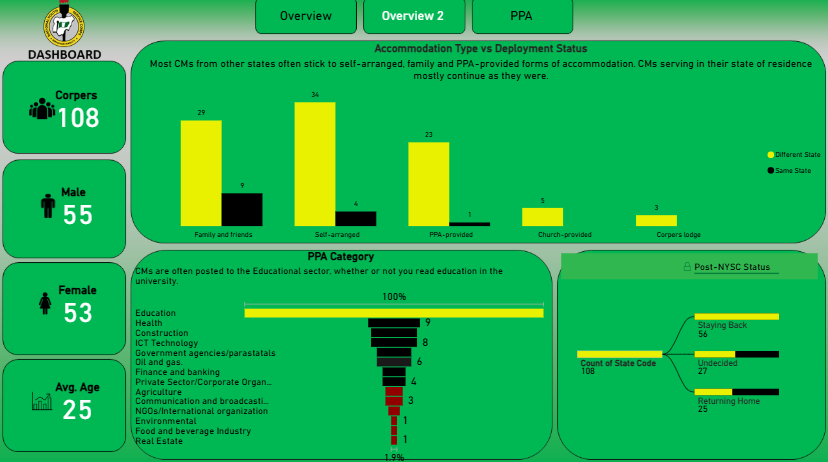 Overview
Overview 2
PPA
DASHBOARD
Corpers
108
Male
55
Female
53
Avg. Age
25
Accommodation Type vs Deployment Status
Most CMs from other states often stick to self-arranged, family and PPA-provided forms of accommodation. CMs serving in their state of residence
mostly continue as they were.
29
9
34
4
23
1
5
3
Family and friends
Self-arranged
PPA-provided
Church-provided
Corpers lodge
Different State
Same State
PPA Category
CMs are often posted to the Educational sector, whether or not you read education in the
university.
100%
Education
Health 9
Construction
ICT Technology 8
Government agencies/parastatals
Oil and gas 6
Finance and banking
Private Sector/Corporate Organ... 4
Agriculture
Communication and broadcasti... 3
NGOs/International organization
Environmental 1
Food and beverage Industry
Real Estate 1
1.9%
Post-NYSC Status
Count of State Code
108
Staying Back
56
Undecided
27
Returning Home
25